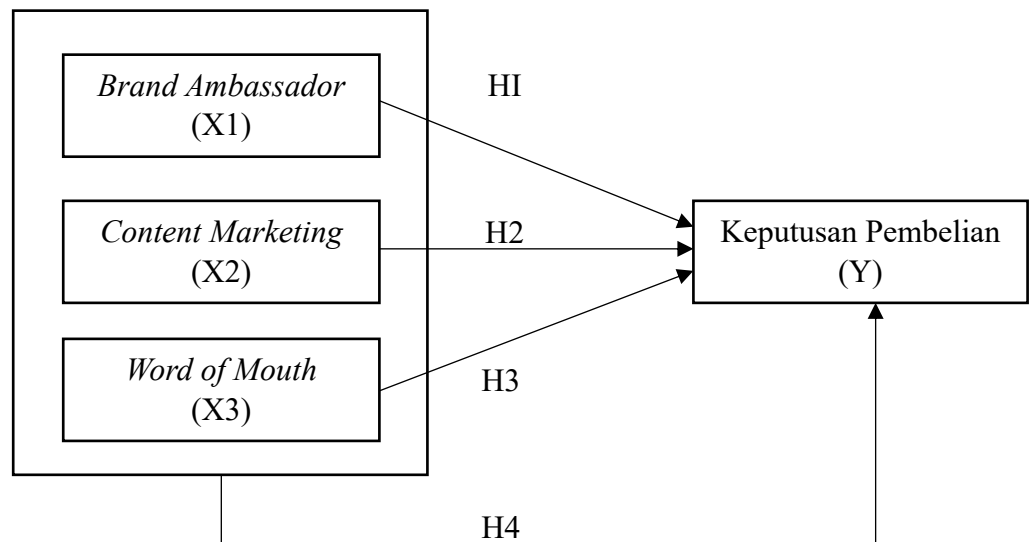 Brand Ambassador
(X1)
HI
Content Marketing
(X2)
H2
Keputusan Pembelian
(Y)
Word of Mouth
(X3)
H3
H4